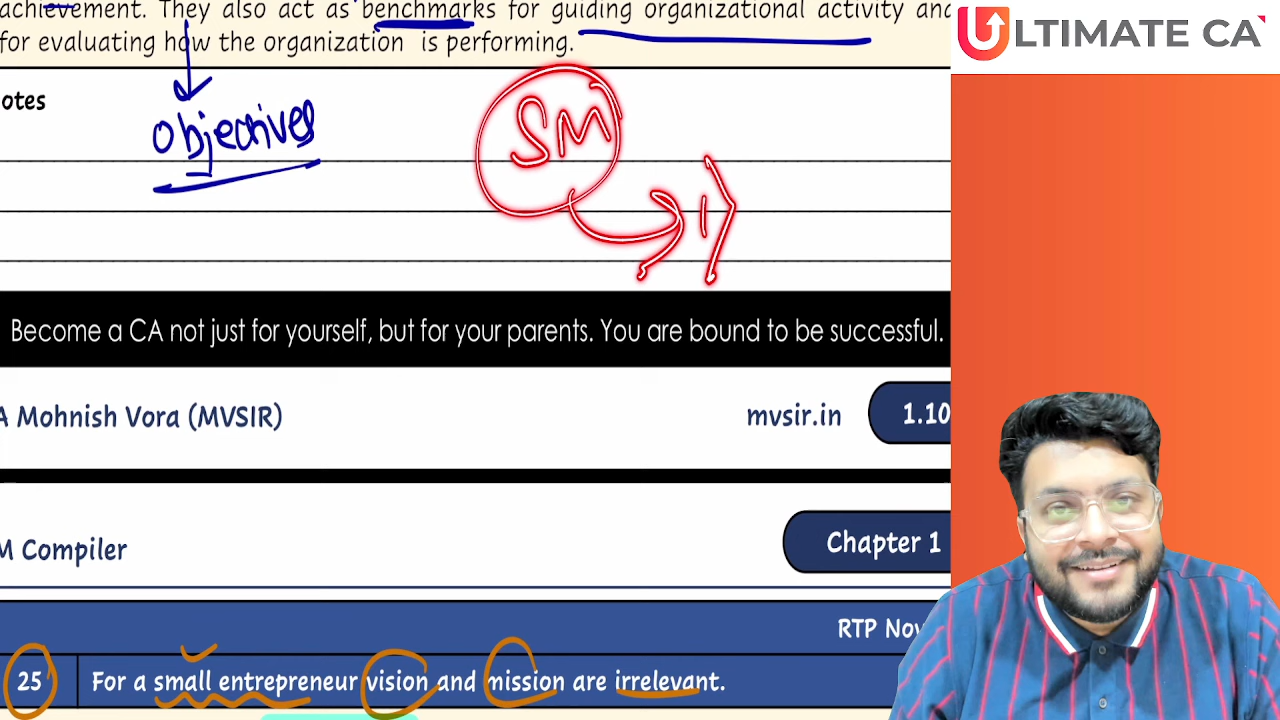 achievement. They also act as benchmarks for guiding organizational activity and
for evaluating how the organization is performing.
ULTIMATE CA
otes
objectives
SM
1)
Become a CA not just for yourself, but for your parents. You are bound to be successful.
A Mohnish Vora (MVSIR)
mvsir.in
1.10
M Compiler
Chapter 1
RTP Nov
25 For a small entrepreneur vision and mission are irrelevant.